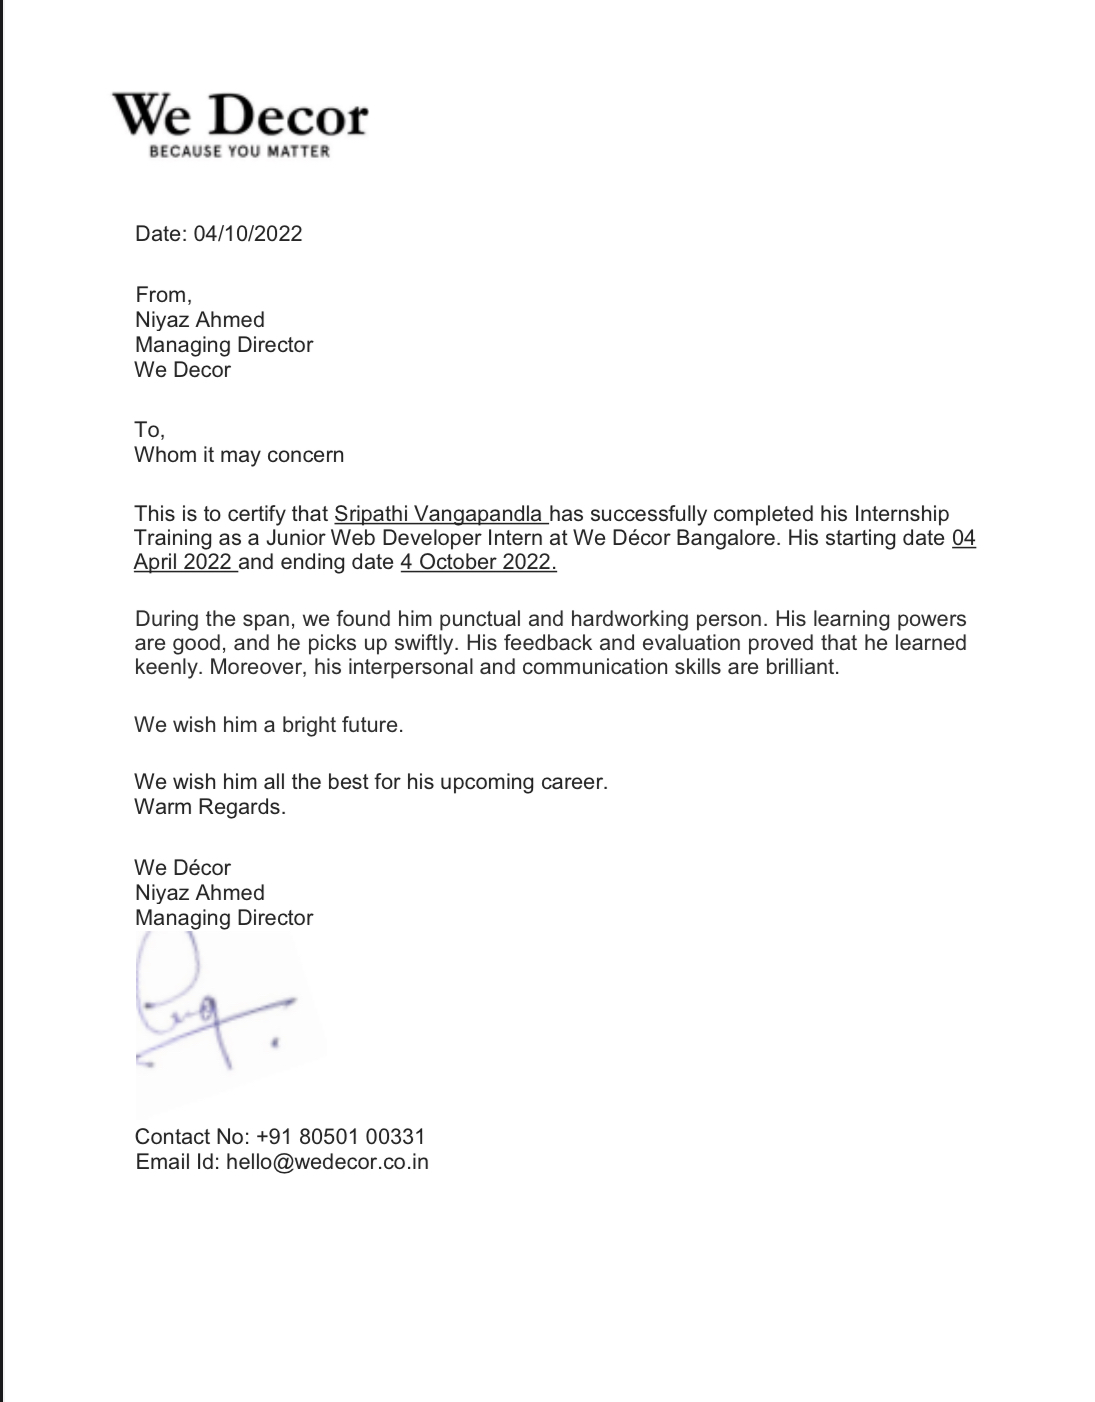 We Decor
BECAUSE YOU MATTER
Date: 04/10/2022
From,
Niyaz Ahmed
Managing Director
We Decor
To,
Whom it may concern
This is to certify that Sripathi Vangapandla has successfully completed his Internship
Training as a Junior Web Developer Intern at We Décor Bangalore. His starting date 04
April 2022 and ending date 4 October 2022.
During the span, we found him punctual and hardworking person. His learning powers
are good, and he picks up swiftly. His feedback and evaluation proved that he learned
keenly. Moreover, his interpersonal and communication skills are brilliant.
We wish him a bright future.
We wish him all the best for his upcoming career.
Warm Regards.
We Décor
Niyaz Ahmed
Managing Director
Contact No: +91 80501 00331
Email Id: hello@wedecor.co.in